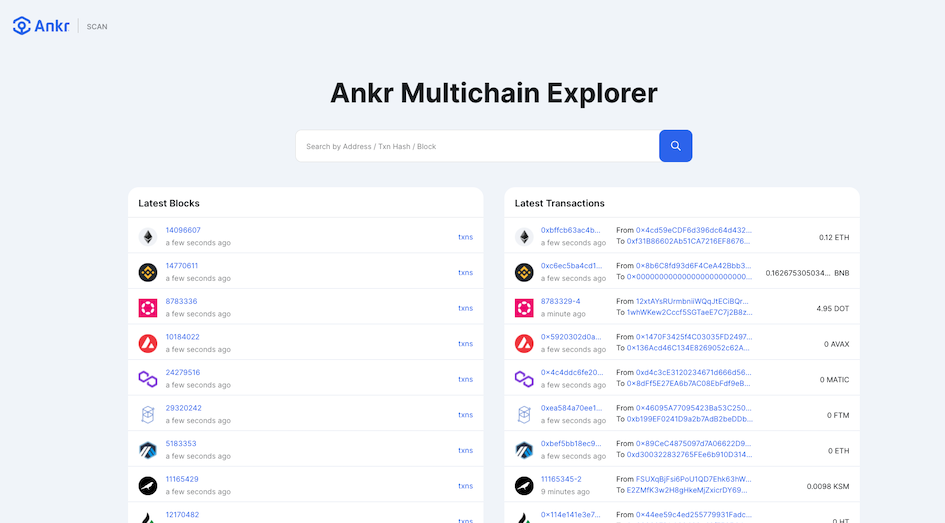 Ankr SCAN
Ankr Multichain Explorer
Search by Address / Txn Hash / Block
Latest Blocks
14096607
a few seconds ago
txns
14770611
a few seconds ago
txns
8783336
a few seconds ago
txns
10184022
a few seconds ago
txns
24279516
a few seconds ago
txns
29320242
a few seconds ago
txns
5183353
a few seconds ago
txns
11165429
a few seconds ago
txns
12170482
txns
Latest Transactions
0xbffcb63ac4b...
a few seconds ago
From 0x4cd59eCDF6d396dc64d432...
To 0xf31B86602Ab51CA7216EF8676...
0.12 ETH
0xc6ec5ba4cd1...
a few seconds ago
From 0x8b6C8fd93d6F4CeA42Bbb3...
To 0x0000000000000000000000...
0.162675305034... BNB
8783329-4
a minute ago
From 12xtAYsRUrmbniiWQqJtECiBQr...
To 1whWKew2Cccf5SGTaeE7C7j2B8z...
4.95 DOT
0x5920302d0a...
a few seconds ago
From 0x1470F3425f4C03035FD2497...
To 0x136Acd46C134E8269052c62A...
0 AVAX
0x4c4ddc6fe20...
a few seconds ago
From 0xd4c3cE3120234671d666d56...
To 0x8dFf5E27EA6b7AC08EbFdf9eB...
0 MATIC
0xea584a70ee1...
a few seconds ago
From 0x46095A77095423Ba53C250...
To 0xb199EF0241D9a2b7AdB2beDDb...
0 FTM
0xbef5bb18ec9...
a few seconds ago
From 0x89CeC4875097d7A06622D9...
To 0xd300322832765FEe6b910D314...
0 ETH
11165345-2
9 minutes ago
From FSUXqBjFsi6PoU1QD7Ehk63hW...
To E2ZMfK3w2H8gHkeMjZxicrDY69...
0.0098 KSM
0x114e141e3e7...
From 0x44ee59c4ed255779931Fadc...
0 HT